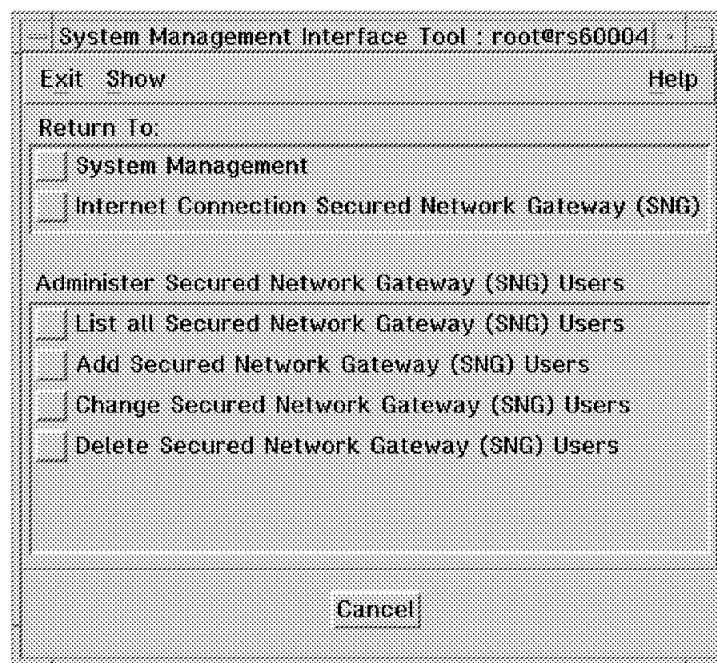 System Management Interface Tool : root@rs60004
Exit Show Help
Return To:
System Management
Internet Connection Secured Network Gateway (SNG)
Administer Secured Network Gateway (SNG) Users
List all Secured Network Gateway (SNG) Users
Add Secured Network Gateway (SNG) Users
Change Secured Network Gateway (SNG) Users
Delete Secured Network Gateway (SNG) Users
Cancel